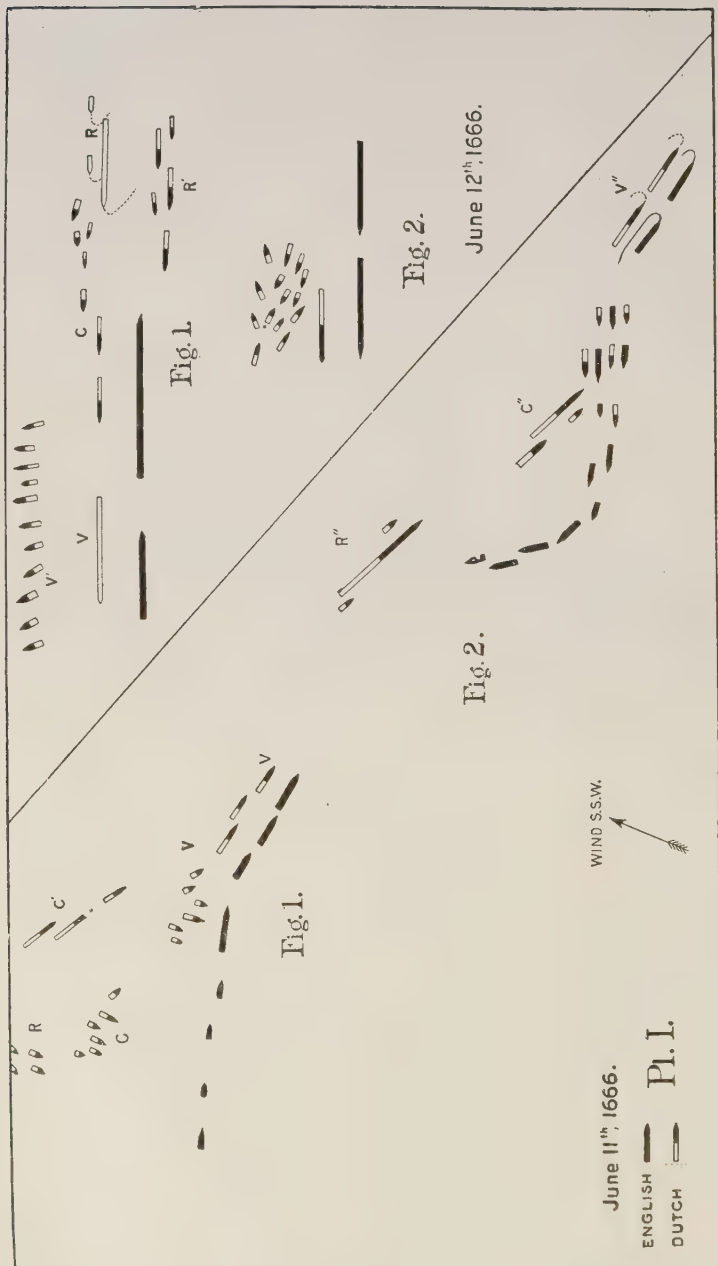 V'
V
C
R
R'
Fig. 1.
Fig. 2.
June 12th, 1666.
R
C
C'
V
V
Fig. 1.
R"
C"
V"
Fig. 2.
WIND S.S.W.
June 11th, 1666.
ENGLISH
DUTCH
Pl. I.